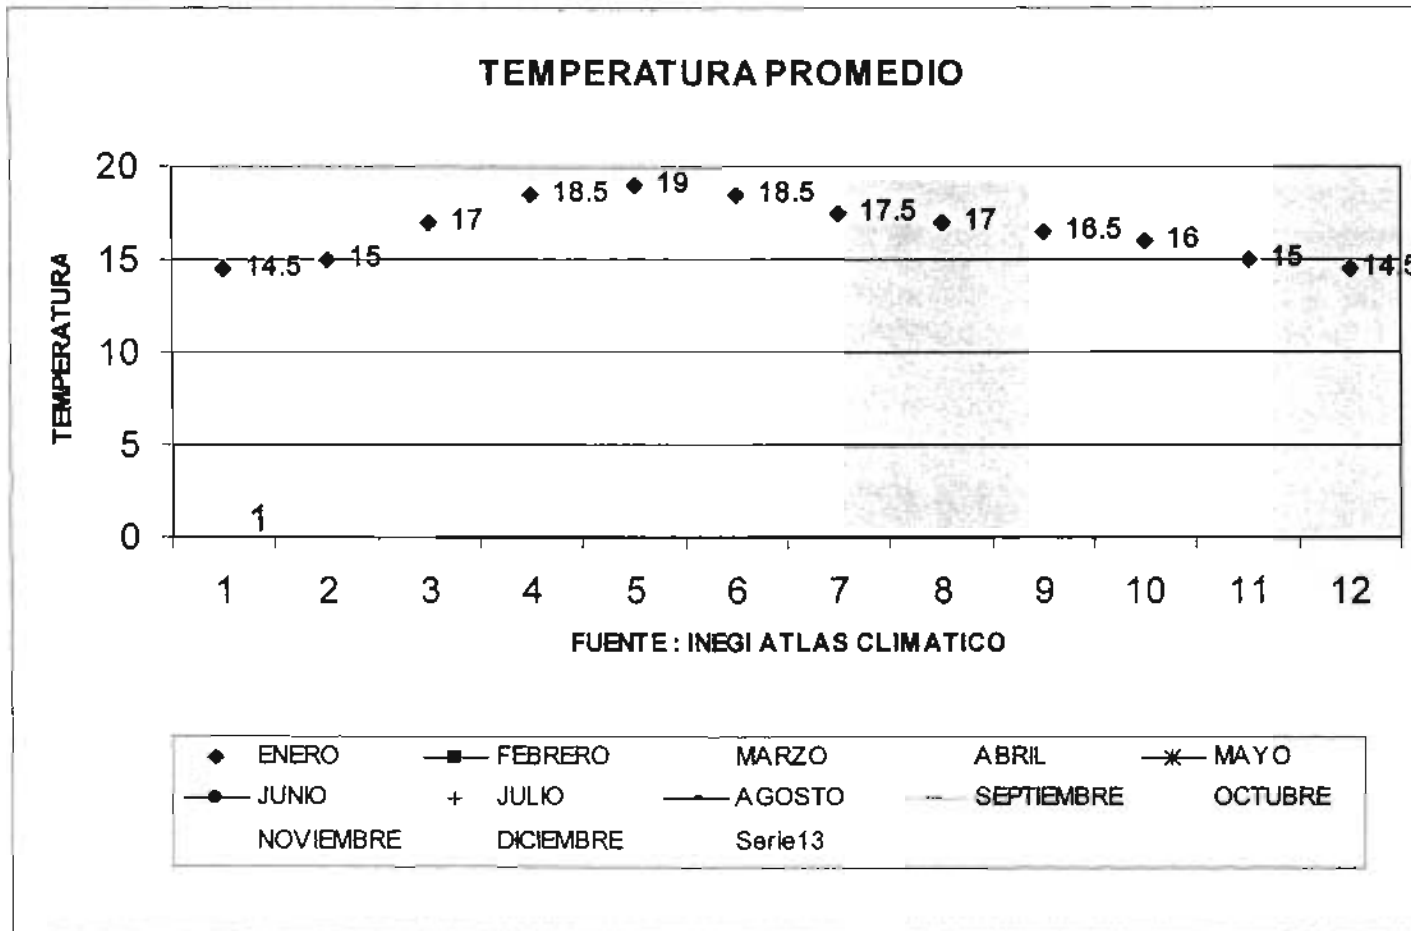 TEMPERATURA PROMEDIO
20
15
10
5
0
TEMPERATURA
14.5 15 17 18.5 19 18.5 17.5 17 16.5 16 15 14.5
1
1 2 3 4 5 6 7 8 9 10 11 12
FUENTE : INEGI ATLAS CLIMATICO
ENERO FEBRERO MARZO ABRIL MAYO
JUNIO JULIO AGOSTO SEPTIEMBRE OCTUBRE
NOVIEMBRE DICIEMBRE Serie13